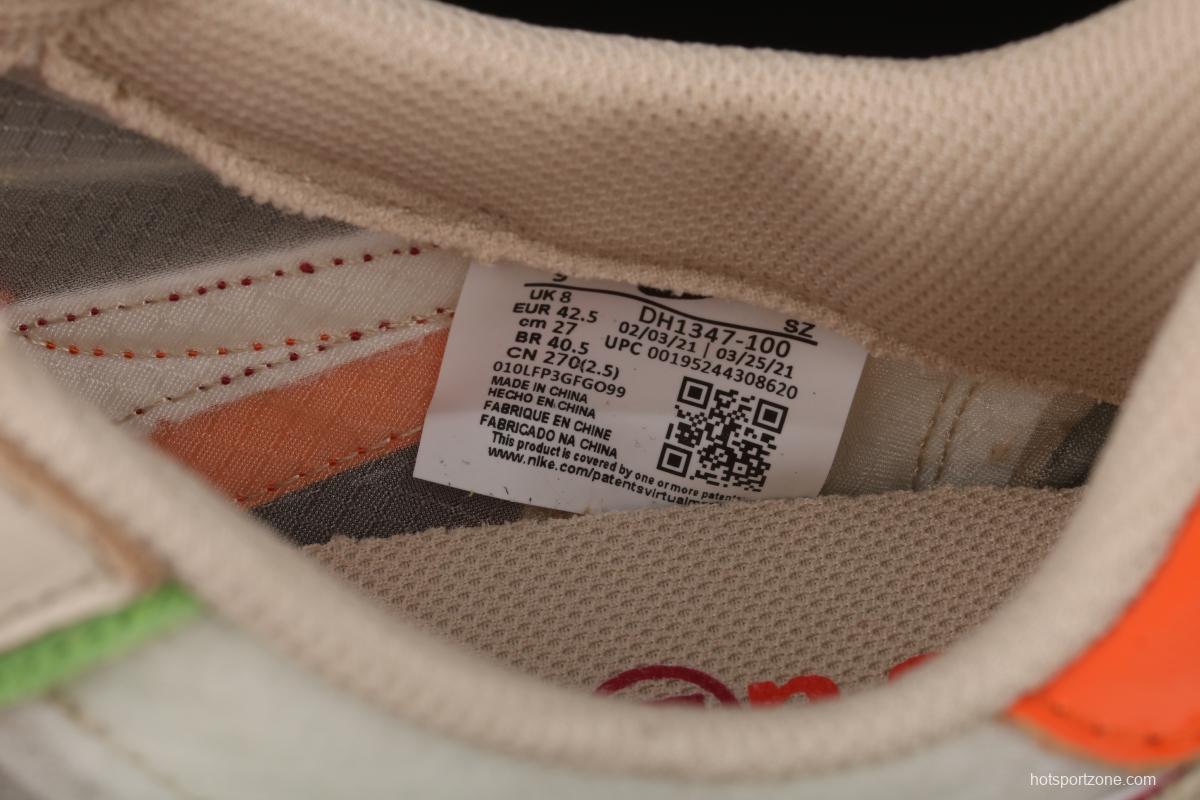 9
UK 8
EUR 42.5
cm 27
BR 40.5
CN 270(2.5)
010LFP3GFGO99
MADE IN CHINA
HECHO EN CHINA
FABRIQUE EN CHINE
FABRICADO NA CHINA
This product is covered by one or more patents
www.nike.com/patentsvirtual
SZ
DH1347-100
02/03/21 | 03/25/21
UPC 00195244308620
hotsportzone.com